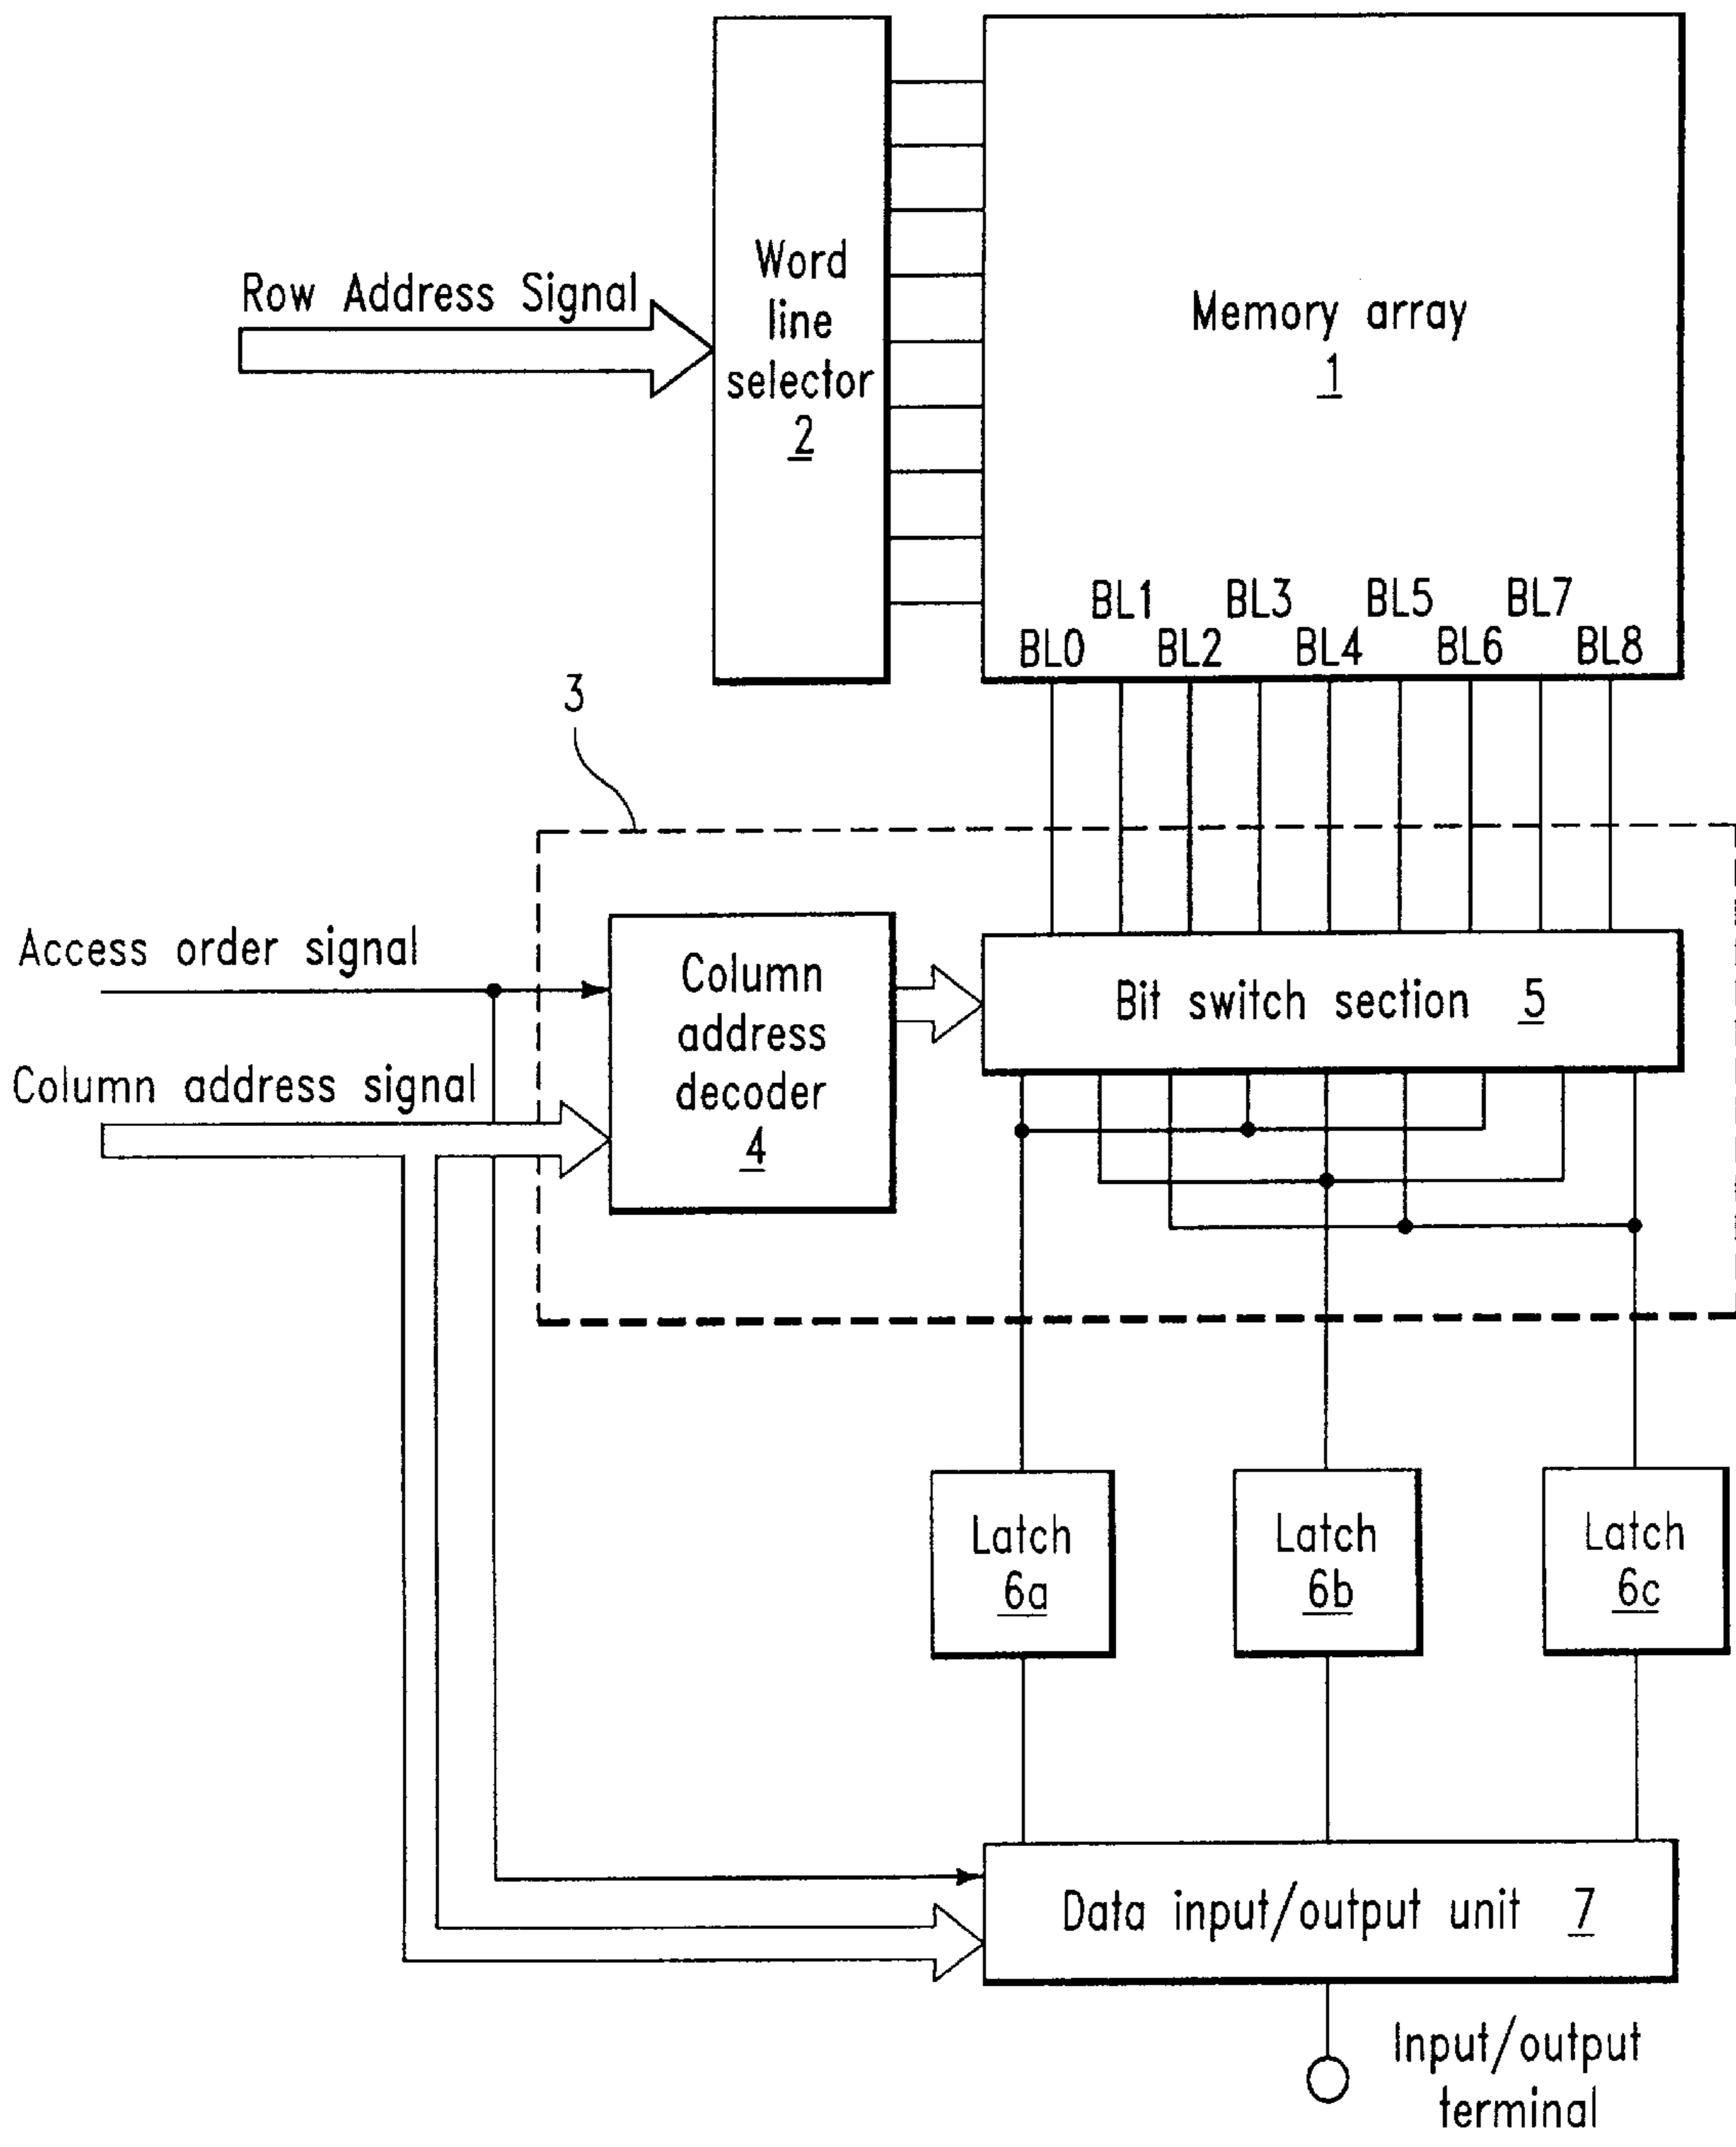 Row Address Signal
Word
line
selector
2
Memory array
1
BL0
BL1
BL2
BL3
BL4
BL5
BL6
BL7
BL8
3
Access order signal
Column address signal
Column
address
decoder
4
Bit switch section 5
Latch
6a
Latch
6b
Latch
6c
Data input/output unit 7
Input/output
terminal